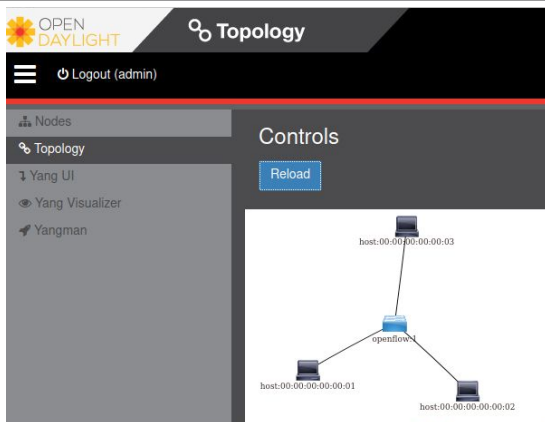 OPEN
DAYLIGHT
Topology
Logout (admin)
Nodes
Topology
Yang UI
Yang Visualizer
Yangman
Controls
Reload
host:00:00:00:00:00:03
openflow:1
host:00:00:00:00:00:01
host:00:00:00:00:00:02